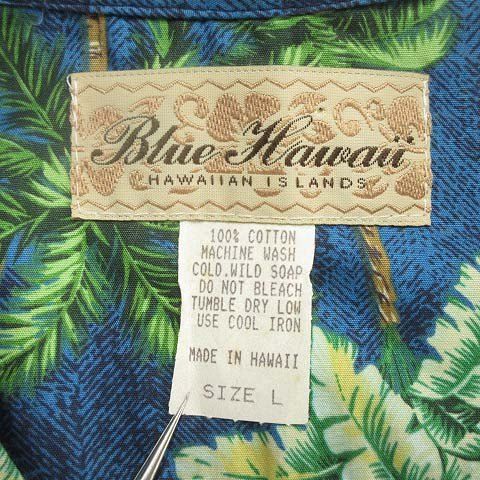 Blue Hawaii
HAWAIIAN ISLANDS
100% COTTON
MACHINE WASH
COLD.WILD SOAP
DO NOT BLEACH
TUMBLE DRY LOW
USE COOL IRON
MADE IN HAWAII
SIZE L